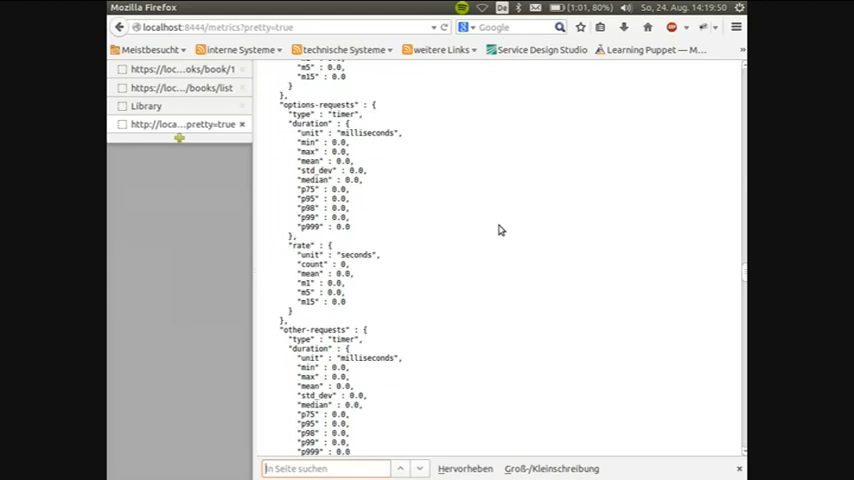 Mozilla Firefox De (1:01, 80%) So, 24. Aug. 14:19:50
localhost:8444/metrics?pretty=true Google
Meistbesucht interne Systeme technische Systeme weitere Links Service Design Studio Learning Puppet — M... »
https://loc...oks/book/1
https://loc.../books/list
Library
http://loca...pretty=true
"m5" : 0.0,
"m15" : 0.0
}
},
"options-requests" : {
"type" : "timer",
"duration" : {
"unit" : "milliseconds",
"min" : 0.0,
"max" : 0.0,
"mean" : 0.0,
"std_dev" : 0.0,
"median" : 0.0,
"p75" : 0.0,
"p95" : 0.0,
"p98" : 0.0,
"p99" : 0.0,
"p999" : 0.0
},
"rate" : {
"unit" : "seconds",
"count" : 0,
"mean" : 0.0,
"m1" : 0.0,
"m5" : 0.0,
"m15" : 0.0
}
},
"other-requests" : {
"type" : "timer",
"duration" : {
"unit" : "milliseconds",
"min" : 0.0,
"max" : 0.0,
"mean" : 0.0,
"std_dev" : 0.0,
"median" : 0.0,
"p75" : 0.0,
"p95" : 0.0,
"p98" : 0.0,
"p99" : 0.0,
"p999" : 0.0
In Seite suchen Hervorheben Groß-/Kleinschreibung